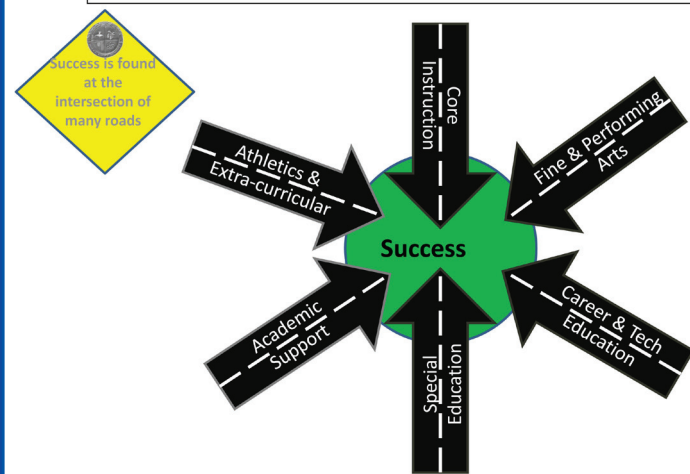 Success is found
at the
intersection of
many roads
Core
Instruction
Athletics &
Extra-curricular
Fine & Performing
Arts
Success
Academic
Support
Special
Education
Career & Tech
Education